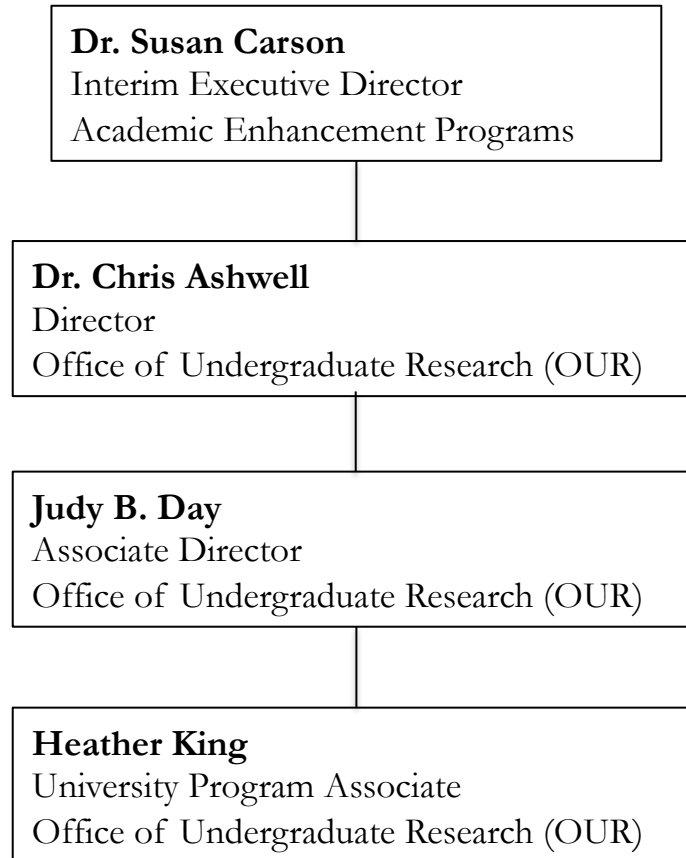 Dr. Susan Carson
Interim Executive Director
Academic Enhancement Programs
Dr. Chris Ashwell
Director
Office of Undergraduate Research (OUR)
Judy B. Day
Associate Director
Office of Undergraduate Research (OUR)
Heather King
University Program Associate
Office of Undergraduate Research (OUR)